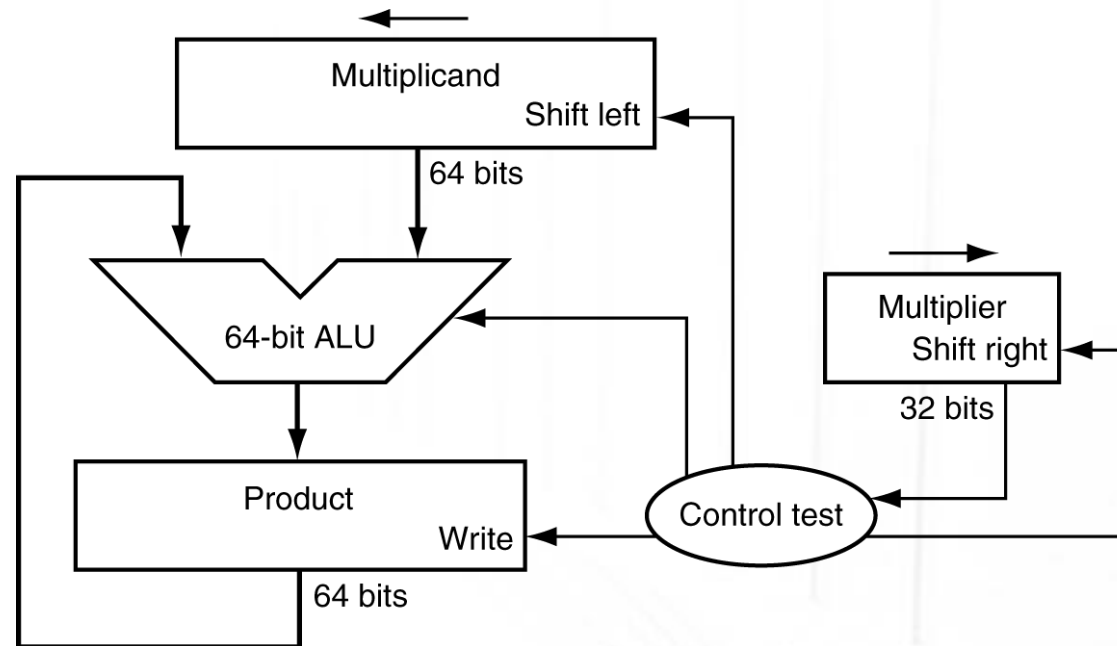 Multiplicand
Shift left
64 bits
64-bit ALU
Multiplier
Shift right
32 bits
Product
Write
Control test
64 bits